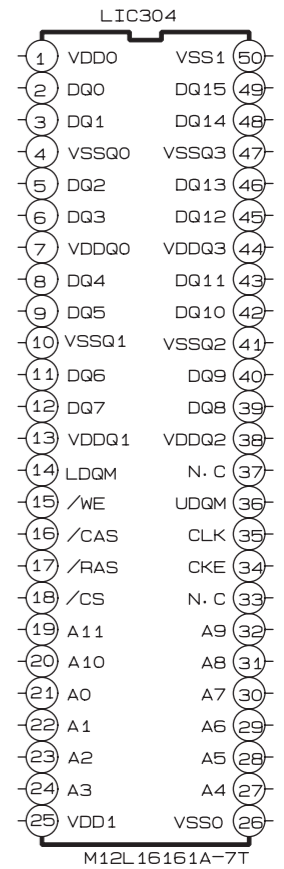 LIC304
1 VDD0 VSS1 50
2 DQ0 DQ15 49
3 DQ1 DQ14 48
4 VSSQ0 VSSQ3 47
5 DQ2 DQ13 46
6 DQ3 DQ12 45
7 VDDQ0 VDDQ3 44
8 DQ4 DQ11 43
9 DQ5 DQ10 42
10 VSSQ1 VSSQ2 41
11 DQ6 DQ9 40
12 DQ7 DQ8 39
13 VDDQ1 VDDQ2 38
14 LDQM N.C 37
15 /WE UDQM 36
16 /CAS CLK 35
17 /RAS CKE 34
18 /CS N.C 33
19 A11 A9 32
20 A10 A8 31
21 A0 A7 30
22 A1 A6 29
23 A2 A5 28
24 A3 A4 27
25 VDD1 VSS0 26
M12L16161A-7T